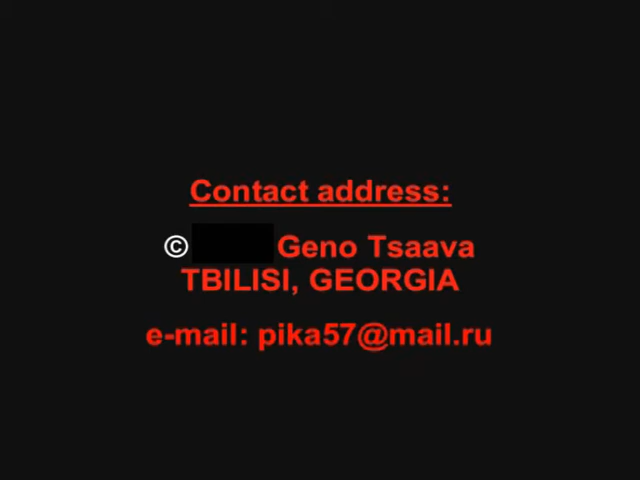 Contact address:
© Geno Tsaava
TBILISI, GEORGIA
e-mail: pika57@mail.ru